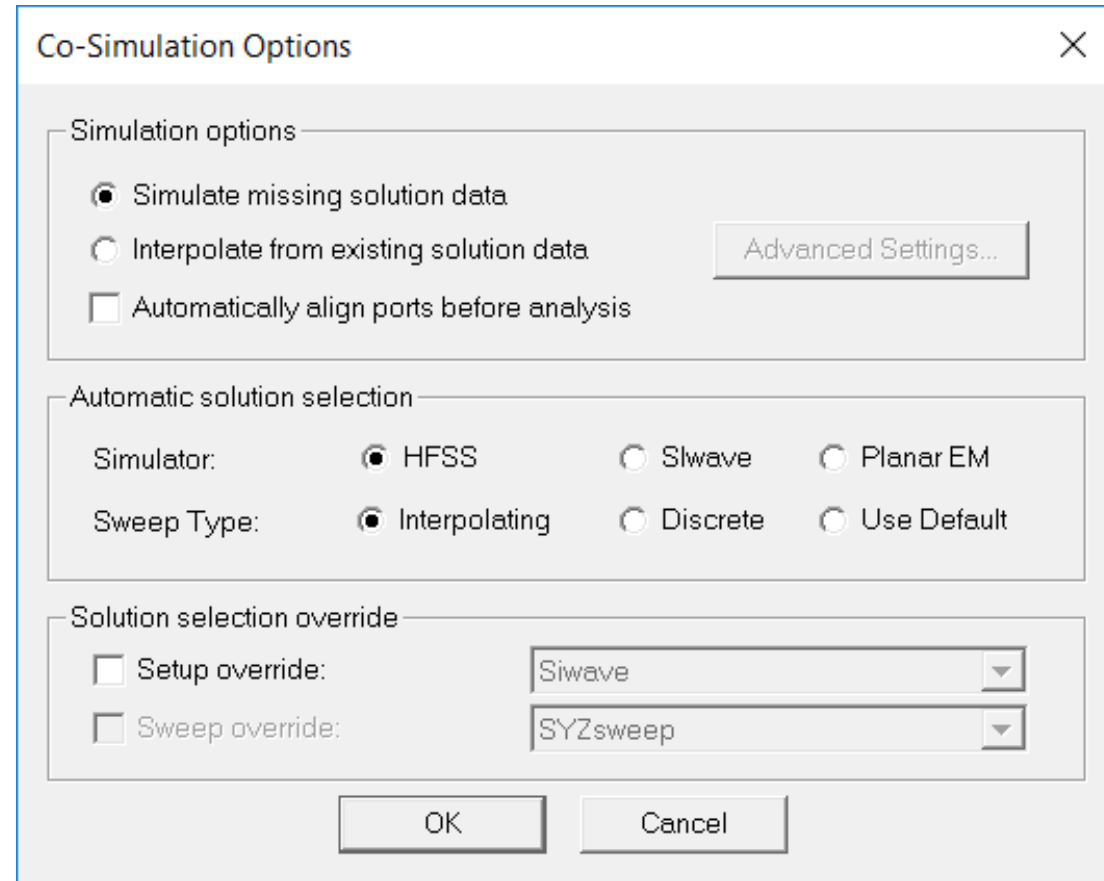 Co-Simulation Options
Simulation options
Simulate missing solution data
Interpolate from existing solution data
Advanced Settings...
Automatically align ports before analysis
Automatic solution selection
Simulator: HFSS SIwave Planar EM
Sweep Type: Interpolating Discrete Use Default
Solution selection override
Setup override: Siwave
Sweep override: SYZsweep
OK Cancel